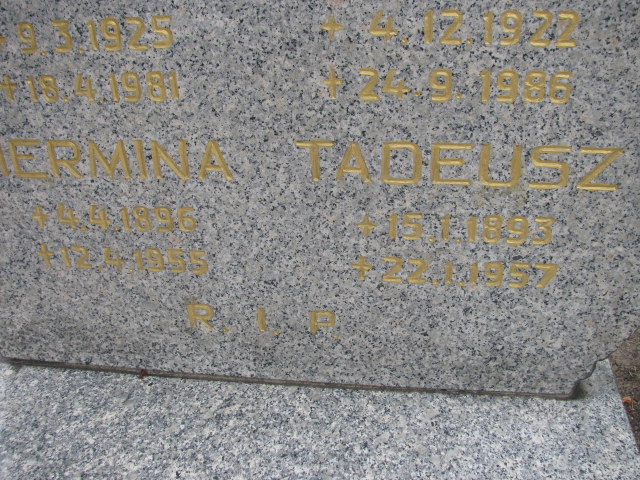 + 9.3.1925 + 4.12.1922
+ 18.4.1981 + 24.9.1986
HERMINA TADEUSZ
+ 4.4.1896 + 15.1.1893
+ 12.4.1955 + 22.1.1957
R. I. P.